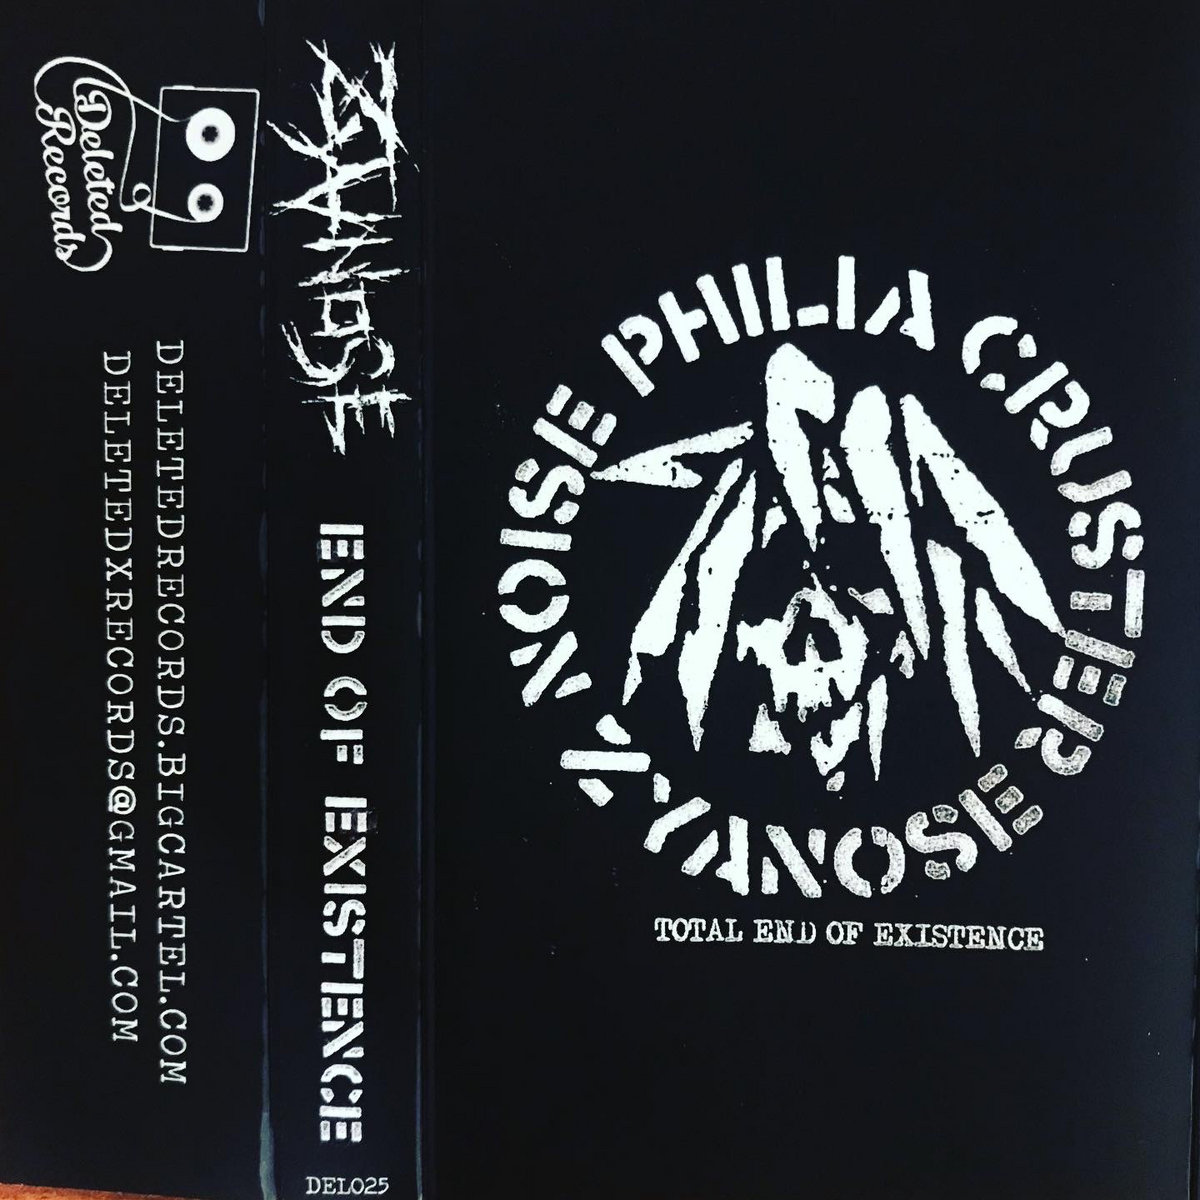 Deleted
Records
DELETEDRECORDS.BIGCARTEL.COM
DELETEDXRECORDS@GMAIL.COM
ZYANOSE
END OF EXISTENCE
DEL025
NOISE PHILIA CRUSTER
ZYANOSE
TOTAL END OF EXISTENCE